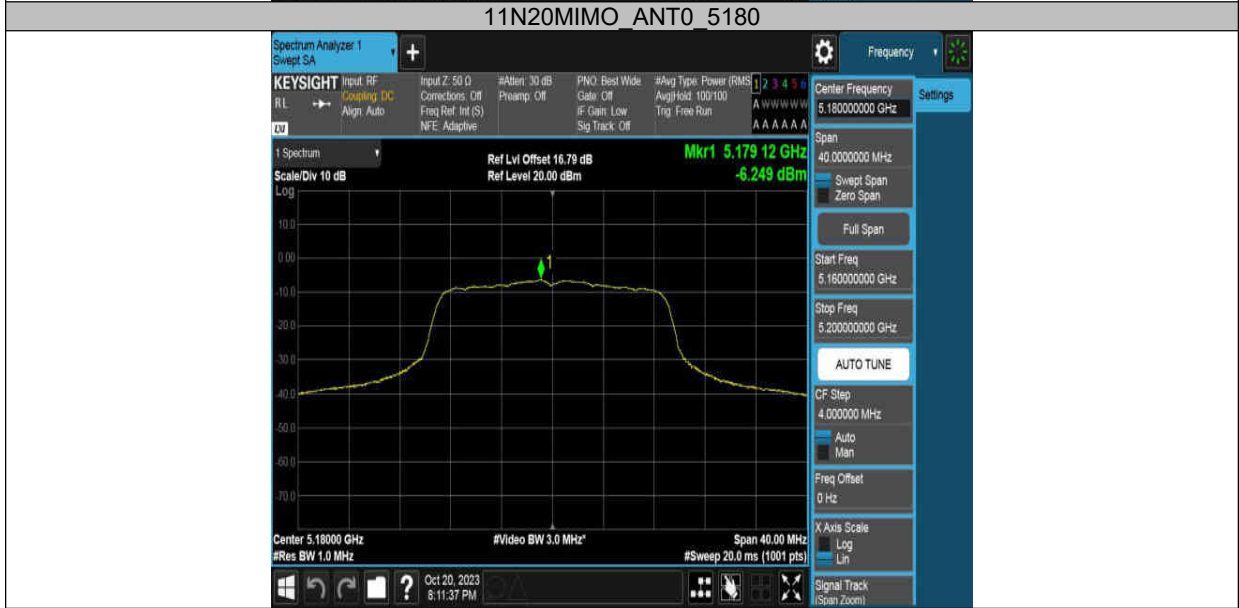 11N20MIMO_ANT0_5180
Spectrum Analyzer 1
Swept SA
Frequency
KEYSIGHT
RL
Input: RF
Coupling: DC
Align: Auto
Input Z: 50 Ω
Corrections: Off
Freq Ref: Int (S)
NFE: Adaptive
#Atten: 30 dB
Preamp: Off
PNO: Best Wide
Gate: Off
IF Gain: Low
Sig Track: Off
#Avg Type: Power (RMS
Avg|Hold: 100/100
Trig: Free Run
1 2 3 4 5 6
A W W W W W
A A A A A A
1 Spectrum
Scale/Div 10 dB
Ref Lvl Offset 16.79 dB
Ref Level 20.00 dBm
Mkr1 5.179 12 GHz
-6.249 dBm
Log
10.0
0.00
-10.0
-20.0
-30.0
-40.0
-50.0
-60.0
-70.0
1
Center 5.18000 GHz
#Res BW 1.0 MHz
#Video BW 3.0 MHz*
Span 40.00 MHz
#Sweep 20.0 ms (1001 pts)
Oct 20, 2023
8:11:37 PM
Center Frequency
5.180000000 GHz
Settings
Span
40.0000000 MHz
Swept Span
Zero Span
Full Span
Start Freq
5.160000000 GHz
Stop Freq
5.200000000 GHz
AUTO TUNE
CF Step
4.000000 MHz
Auto
Man
Freq Offset
0 Hz
X Axis Scale
Log
Lin
Signal Track
(Span Zoom)